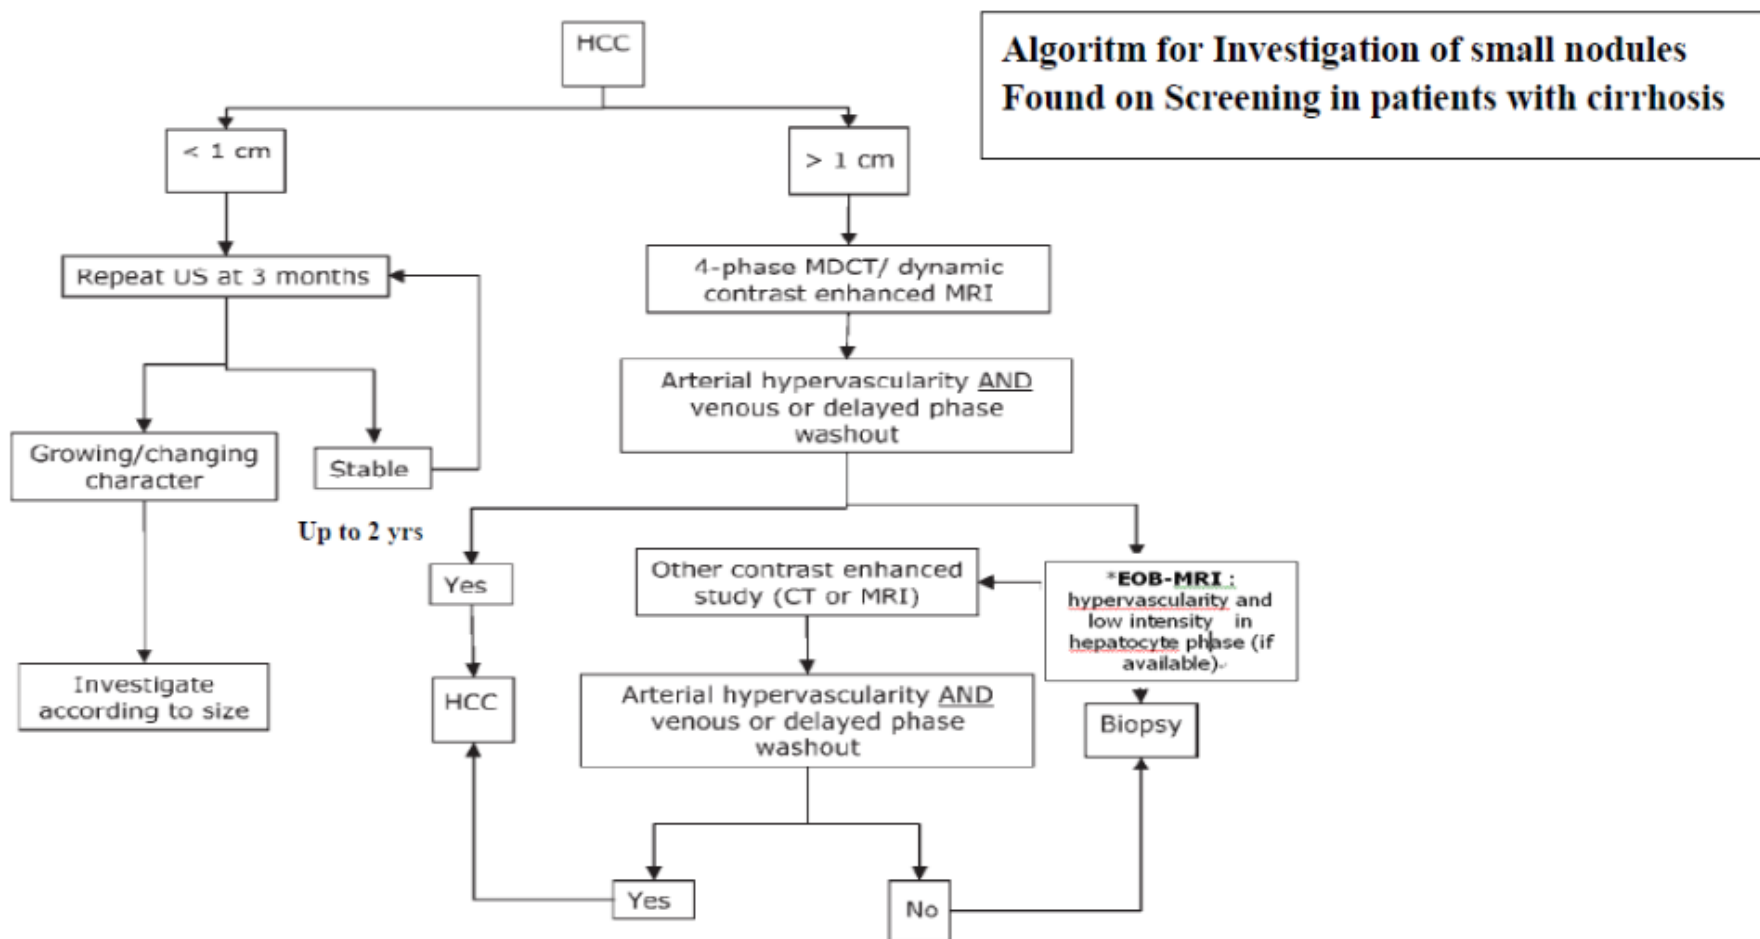 HCC
Algoritm for Investigation of small nodules
Found on Screening in patients with cirrhosis
< 1 cm
> 1 cm
Repeat US at 3 months
4-phase MDCT/ dynamic
contrast enhanced MRI
Arterial hypervascularity AND
venous or delayed phase
washout
Growing/changing
character
Stable
Up to 2 yrs
Yes
Other contrast enhanced
study (CT or MRI)
*EOB-MRI :
hypervascularity and
low intensity in
hepatocyte phase (if
available)
Investigate
according to size
HCC
Arterial hypervascularity AND
venous or delayed phase
washout
Biopsy
Yes
No